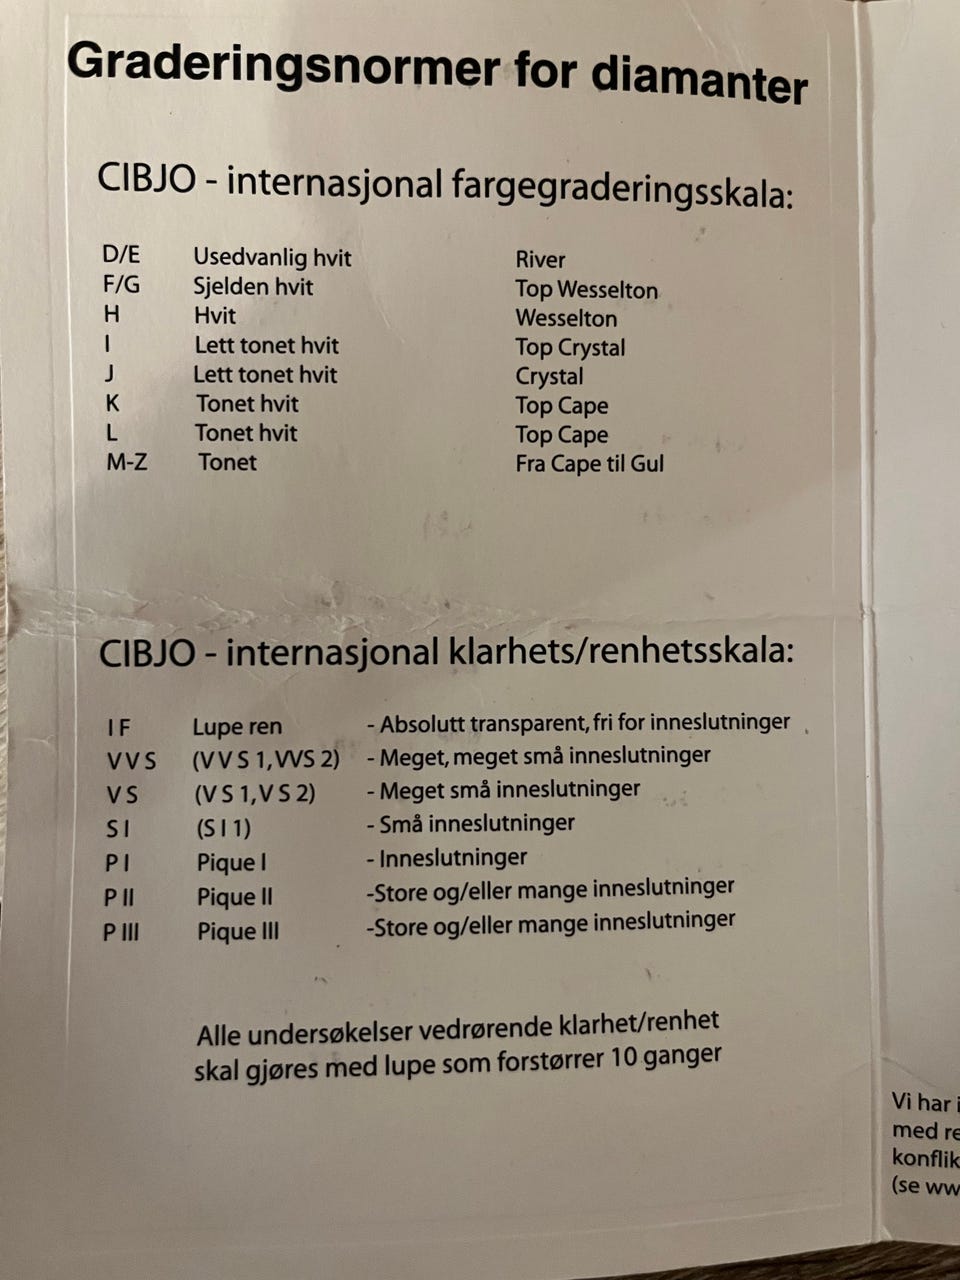 Graderingsnormer for diamanter
CIBJO - internasjonal fargegraderingsskala:
D/E Usedvanlig hvit River
F/G Sjelden hvit Top Wesselton
H Hvit Wesselton
I Lett tonet hvit Top Crystal
J Lett tonet hvit Crystal
K Tonet hvit Top Cape
L Tonet hvit Top Cape
M-Z Tonet Fra Cape til Gul
CIBJO - internasjonal klarhets/renhetsskala:
I F Lupe ren - Absolutt transparent, fri for inneslutninger
V V S (V V S 1, VVS 2) - Meget, meget små inneslutninger
V S (V S 1, V S 2) - Meget små inneslutninger
S I (S I 1) - Små inneslutninger
P I Pique I - Inneslutninger
P II Pique II -Store og/eller mange inneslutninger
P III Pique III -Store og/eller mange inneslutninger
Alle undersøkelser vedrørende klarhet/renhet
skal gjøres med lupe som forstørrer 10 ganger
Vi har
med
(se